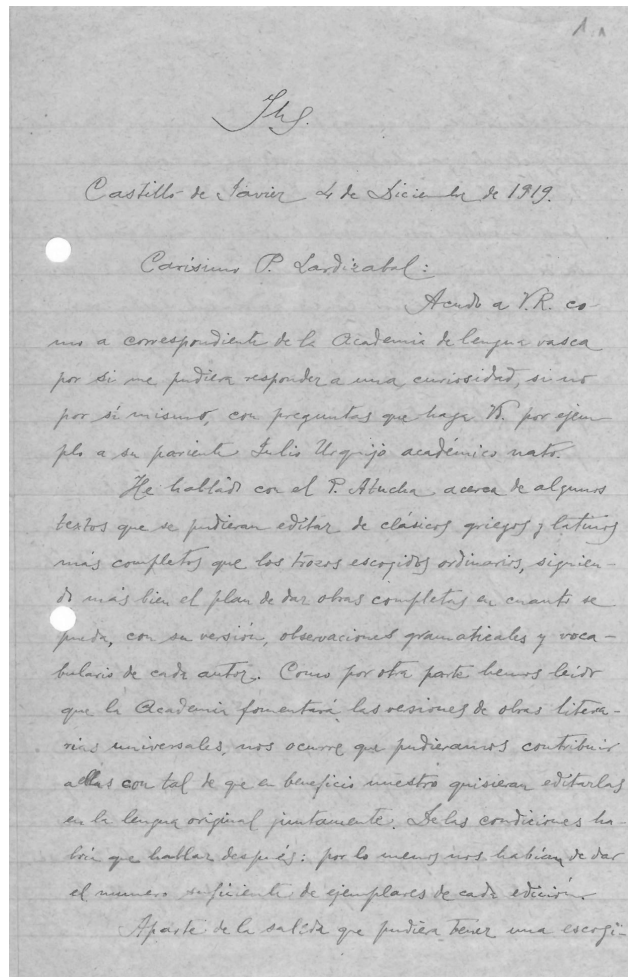 1.
Jhs.
Castillo de Javier 4 de Diciembre de 1919.
Carisimo P. Lardizabal:
Acudo a V.R. co-
mo a correspondiente de la Academia de lengua vasca
por si me pudiera responder a una curiosidad, si no
por sí mismo, con preguntas que haga V. por ejem-
plo a su pariente Julio Urquijo académico nato.
He hablado con el P. Atucha acerca de algunos
textos que se pudieran editar de clásicos griegos y latinos
más completos que los trozos escogidos ordinarios, siguien-
do más bien el plan de dar obras completas en cuanto se
pueda, con su versión, observaciones gramaticales y voca-
bulario de cada autor. Como por otra parte hemos leído
que la Academia fomentará las vesiones de obras litera-
rias universales, nos ocurre que pudieramos contribuir
a ellas con tal de qe en beneficio nuestro quisieran editarlas
en la lengua original juntamente. De las condiciones ha-
bría que hablar después: por lo menos nos habían de dar
el numero suficiente de ejemplares de cada edición.
Aparte de la salida que pudiera tener una escogi-